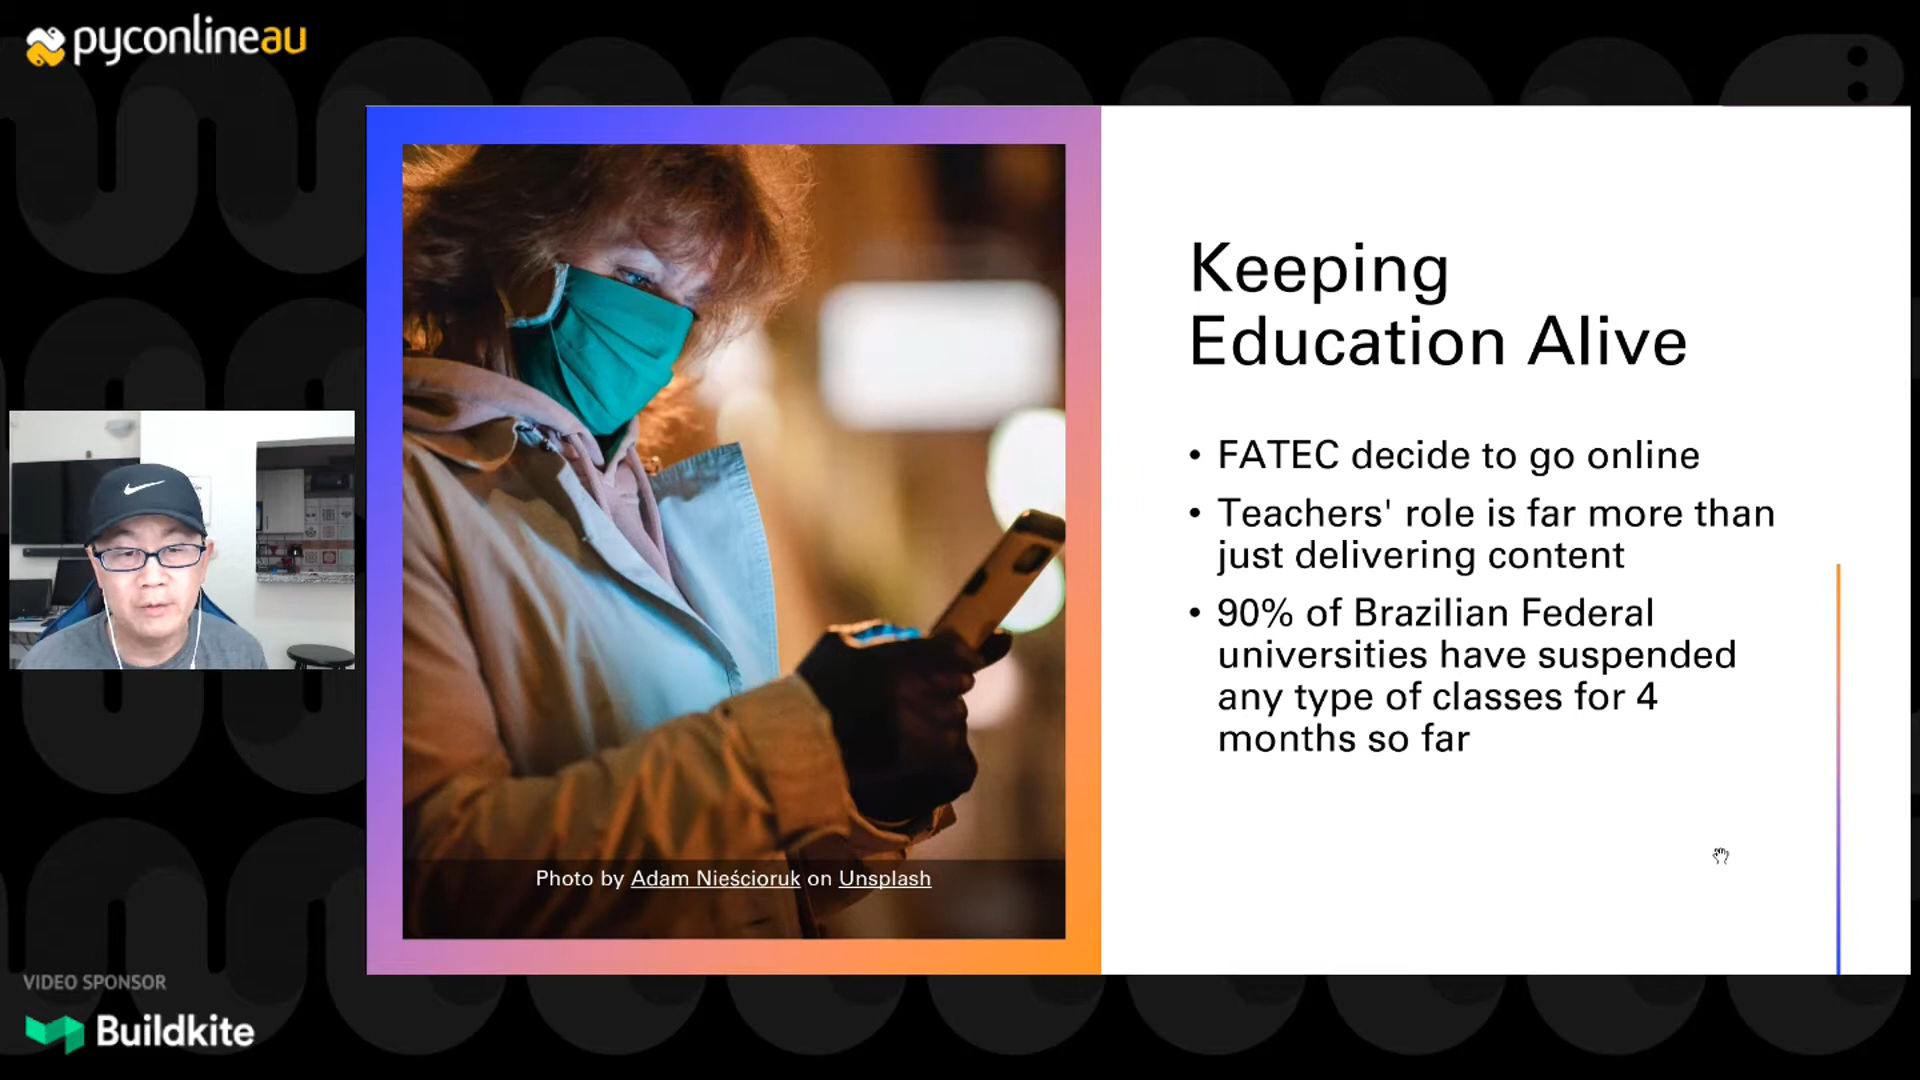 pyconlineau
Keeping
Education Alive
• FATEC decide to go online
• Teachers' role is far more than
just delivering content
• 90% of Brazilian Federal
universities have suspended
any type of classes for 4
months so far
Photo by Adam Nieścioruk on Unsplash
VIDEO SPONSOR
Buildkite